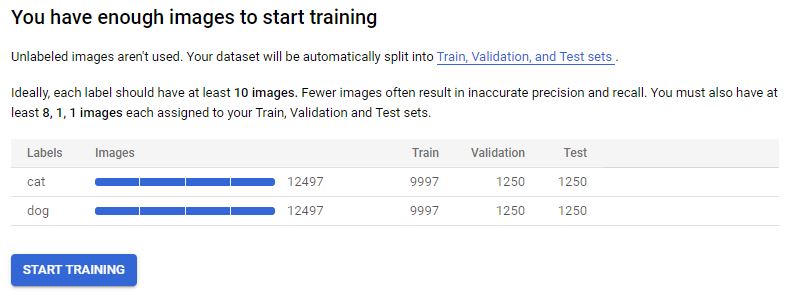 You have enough images to start training
Unlabeled images aren't used. Your dataset will be automatically split into Train, Validation, and Test sets .
Ideally, each label should have at least 10 images. Fewer images often result in inaccurate precision and recall. You must also have at
least 8, 1, 1 images each assigned to your Train, Validation and Test sets.
Labels Images Train Validation Test
cat 12497 9997 1250 1250
dog 12497 9997 1250 1250
START TRAINING